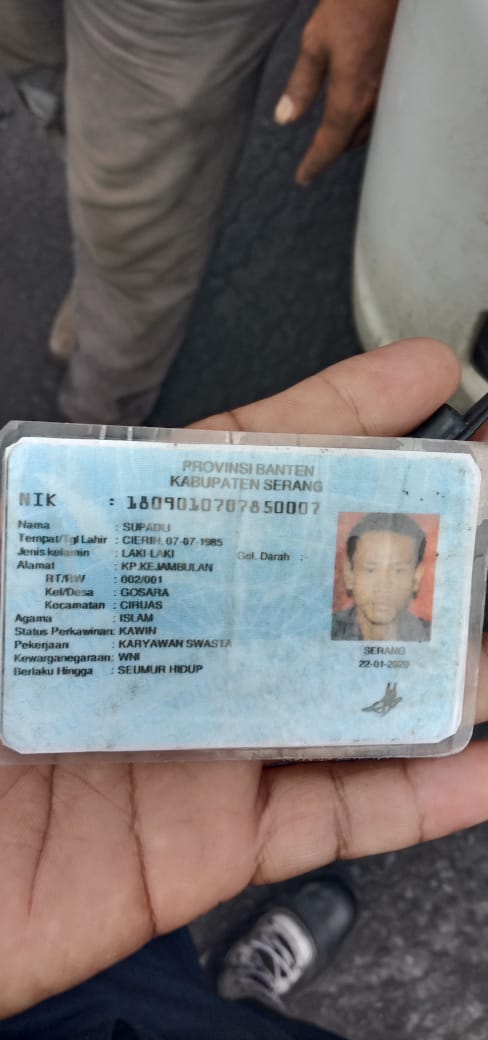 PROVINSI BANTEN
KABUPATEN SERANG
NIK : 1809010707850007
Nama : SUPADLI
Tempat/Tgl Lahir : CIERIH, 07-07-1985
Jenis kelamin : LAKI-LAKI Gol. Darah :
Alamat : KP.KEJAMBULAN
RT/RW : 002/001
Kel/Desa : GOSARA
Kecamatan : CIRUAS
Agama : ISLAM
Status Perkawinan: KAWIN
Pekerjaan : KARYAWAN SWASTA
Kewarganegaraan: WNI
Berlaku Hingga : SEUMUR HIDUP
SERANG
22-01-2020